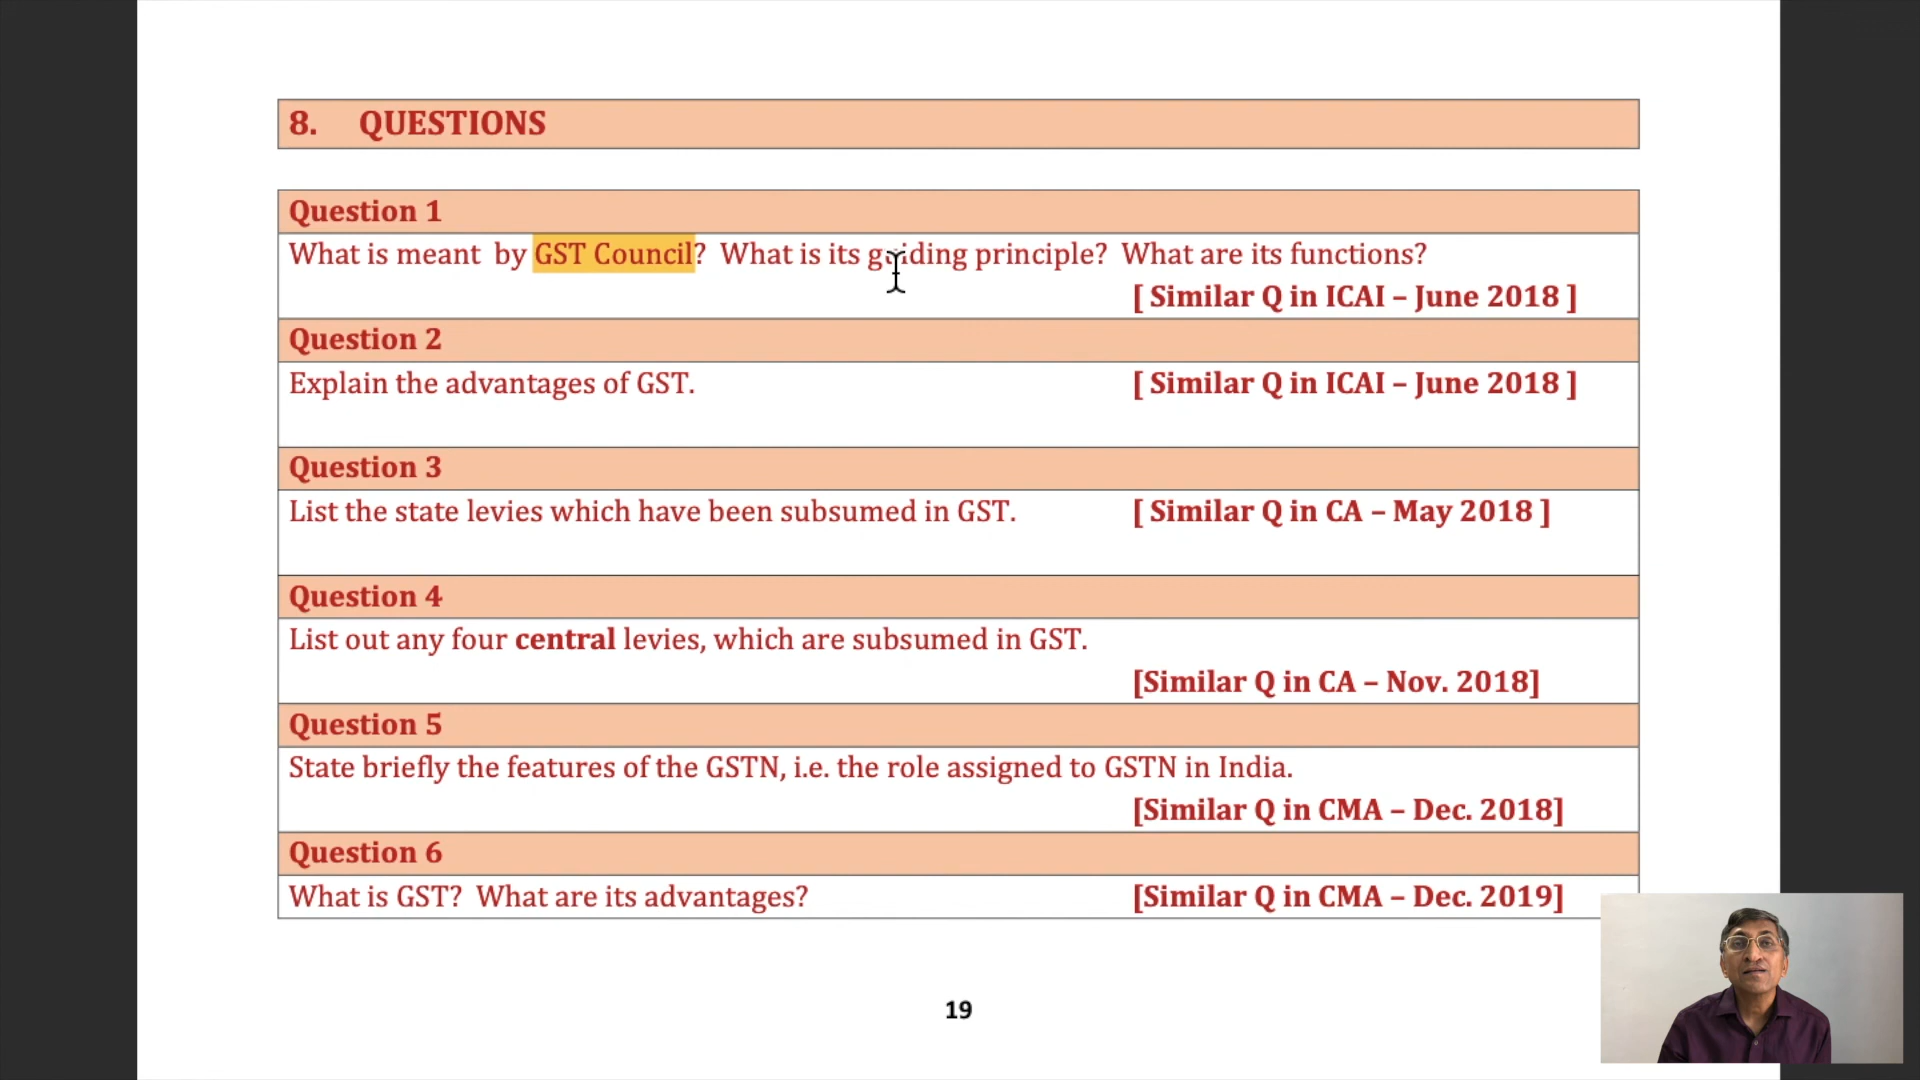 8. QUESTIONS
Question 1
What is meant by GST Council? What is its guiding principle? What are its functions?
[ Similar Q in ICAI – June 2018 ]
Question 2
Explain the advantages of GST. [ Similar Q in ICAI – June 2018 ]
Question 3
List the state levies which have been subsumed in GST. [ Similar Q in CA – May 2018 ]
Question 4
List out any four central levies, which are subsumed in GST.
[Similar Q in CA – Nov. 2018]
Question 5
State briefly the features of the GSTN, i.e. the role assigned to GSTN in India.
[Similar Q in CMA – Dec. 2018]
Question 6
What is GST? What are its advantages? [Similar Q in CMA – Dec. 2019]
19